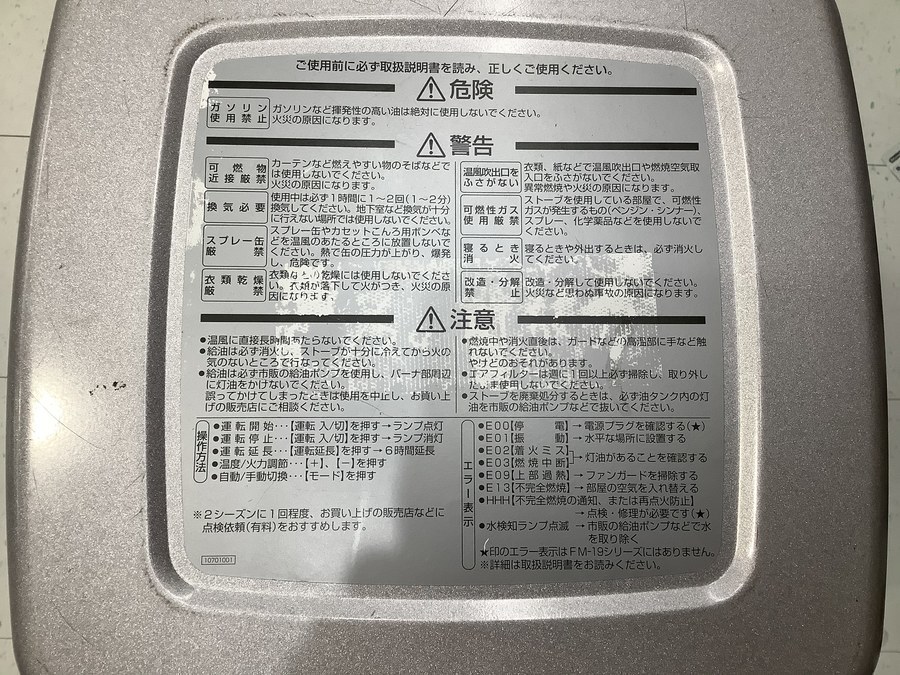 ご使用前に必ず取扱説明書を読み、正しくご使用ください。
危険
ガソリン
使用禁止
ガソリンなど揮発性の高い油は絶対に使用しないでください。
火災の原因になります。
警告
可燃物
近接厳禁
カーテンなど燃えやすい物のそばなどで
は使用しないでください。
火災の原因になります。
換気必要
使用中は必ず1時間に1～2回(1～2分)
換気してください。地下室など換気が十分
に行えない場所では使用しないでください。
スプレー缶
厳禁
スプレー缶やカセットこんろ用ボンベな
どを温風のあたるところに放置しないで
ください。熱で缶の圧力が上がり、爆発
し、危険です。
衣類乾燥
厳禁
衣類などの乾燥には使用しないでくださ
い。衣類が落下して火がつき、火災の原
因になります。
温風吹出口を
ふさがない
衣類、紙などで温風吹出口や燃焼空気取
入口をふさがないでください。
異常燃焼や火災の原因になります。
可燃性ガス
使用厳禁
ストーブを使用している部屋で、可燃性
ガスが発生するもの(ベンジン・シンナー)、
スプレー、化学薬品などを使用しないで
ください。
寝るとき
消火
寝るときや外出するときは、必ず消火し
てください。
改造・分解
禁止
改造・分解して使用しないでください。
火災など思わぬ事故の原因になります。
注意
●温風に直接長時間あたらないでください。
●給油は必ず消火し、ストーブが十分に冷えてから火の
気のないところで行なってください。
●給油は必ず市販の給油ポンプを使用し、バーナ部周辺
に灯油をかけないでください。
誤ってかけてしまったときは使用を中止し、お買い上
げの販売店にご相談ください。
●燃焼中や消火直後は、ガードなどの高温部に手など触
れないでください。
やけどのおそれがあります。
●エアフィルターは週に1回以上必ず掃除し、取り外し
たまま使用しないでください。
●ストーブを廃棄処分するときは、必ず油タンク内の灯
油を市販の給油ポンプなどで抜いてください。
操作方法
●運転開始･･･【運転 入/切】を押す→ランプ点灯
●運転停止･･･【運転 入/切】を押す→ランプ消灯
●運転延長･･･【運転延長】を押す→6時間延長
●温度/火力調節･･･【＋】、【－】を押す
●自動/手動切換･･･【モード】を押す
※2シーズンに1回程度、お買い上げの販売店などに
点検依頼(有料)をおすすめします。
10701001
エラー表示
●E00【停電】→電源プラグを確認する(★)
●E01【振動】→水平な場所に設置する
●E02【着火ミス】
●E03【燃焼中断】
→灯油があることを確認する
●E09【上部過熱】→ファンガードを掃除する
●E13【不完全燃焼】→部屋の空気を入れ替える
●HHH【不完全燃焼の通知、または再点火防止】
→点検・修理が必要です(★)
●水検知ランプ点滅→市販の給油ポンプなどで水
を取り除く
★印のエラー表示はFM-19シリーズにはありません。
※詳細は取扱説明書をお読みください。